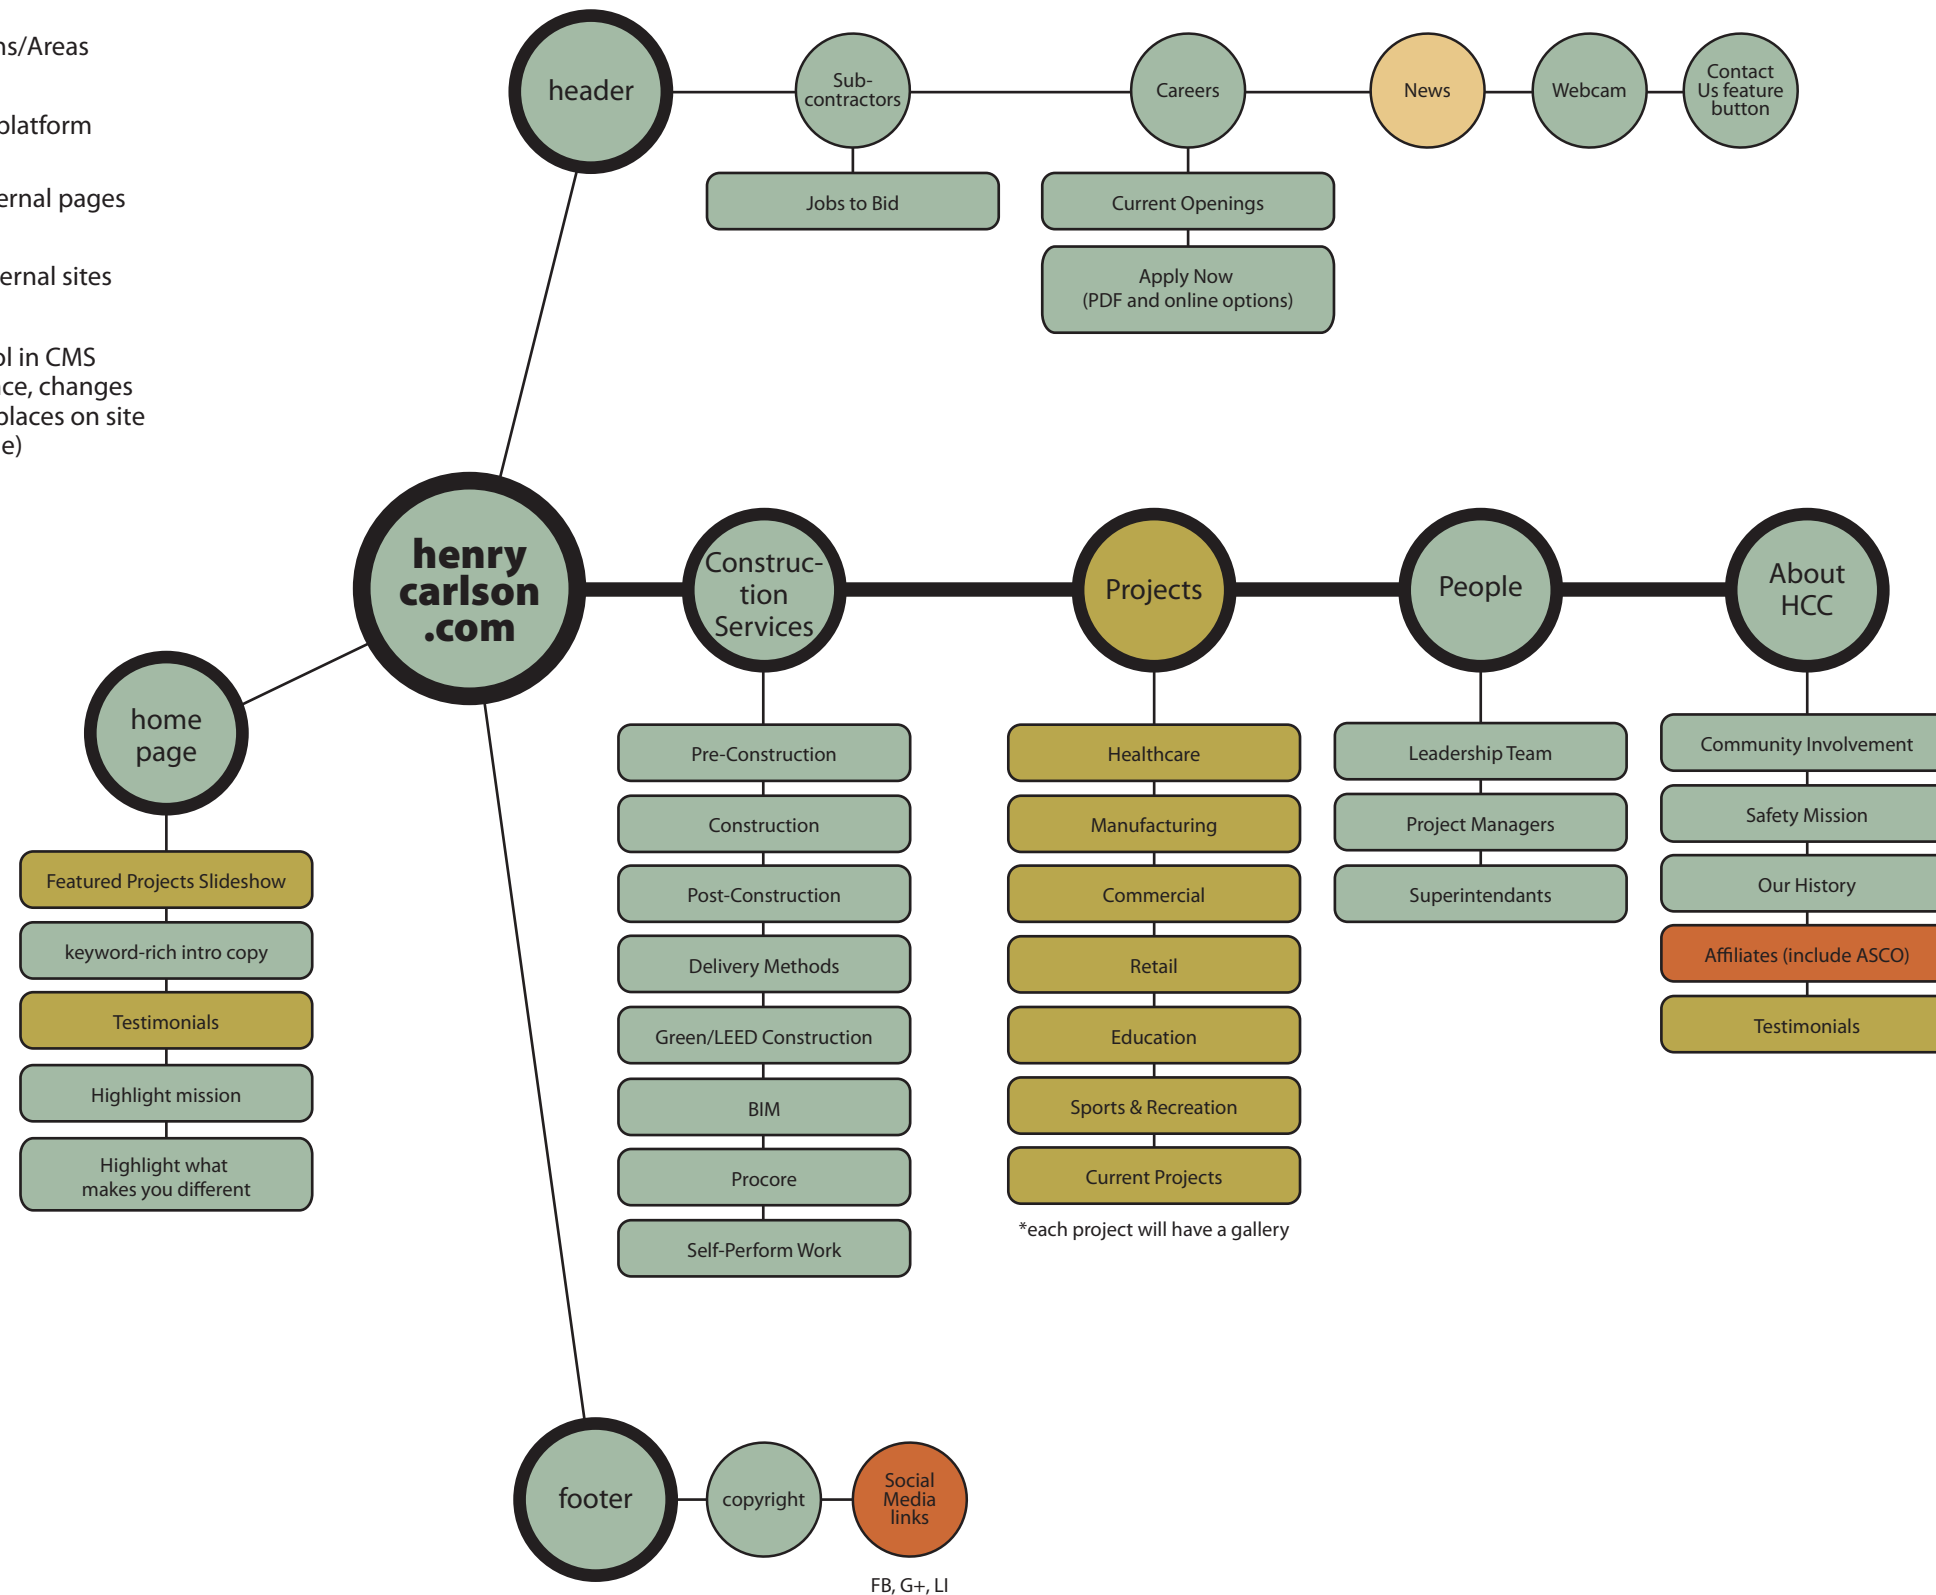 ns/Areas
platform
ernal pages
ernal sites
ol in CMS
nce, changes
places on site
e)
header
Sub-
contractors
Careers
News
Webcam
Contact
Us feature
button
Jobs to Bid
Current Openings
Apply Now
(PDF and online options)
henry
carlson
.com
Construc-
tion
Services
Projects
People
About
HCC
home
page
Featured Projects Slideshow
keyword-rich intro copy
Testimonials
Highlight mission
Highlight what
makes you different
Pre-Construction
Construction
Post-Construction
Delivery Methods
Green/LEED Construction
BIM
Procore
Self-Perform Work
Healthcare
Manufacturing
Commercial
Retail
Education
Sports & Recreation
Current Projects
*each project will have a gallery
Leadership Team
Project Managers
Superintendants
Community Involvement
Safety Mission
Our History
Affiliates (include ASCO)
Testimonials
footer
copyright
Social
Media
links
FB, G+, LI